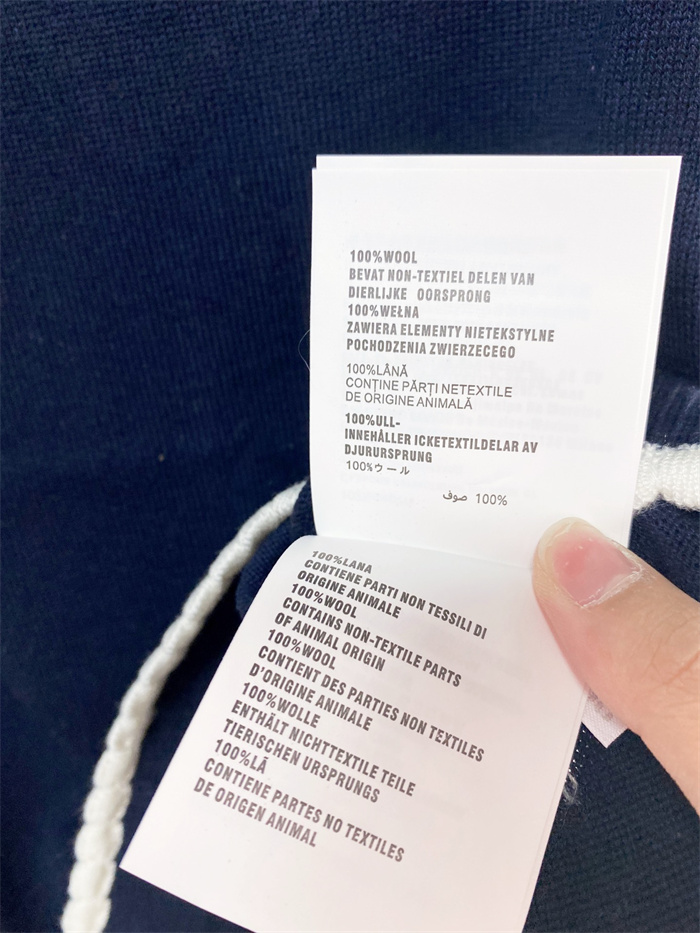 100%WOOL
BEVAT NON-TEXTIEL DELEN VAN
DIERLIJKE OORSPRONG
100%WEŁNA
ZAWIERA ELEMENTY NIETEKSTYLNE
POCHODZENIA ZWIERZECEGO
100%LÂNĂ
CONȚINE PĂRȚI NETEXTILE
DE ORIGINE ANIMALĂ
100%ULL-
INNEHÅLLER ICKETEXTILDELAR AV
DJURURSPRUNG
100%ウール
100% صوف
100%LANA
CONTIENE PARTI NON TESSILI DI
ORIGINE ANIMALE
100%WOOL
CONTAINS NON-TEXTILE PARTS
OF ANIMAL ORIGIN
100%WOOL
CONTIENT DES PARTIES NON TEXTILES
D'ORIGINE ANIMALE
100%WOLLE
ENTHÄLT NICHTTEXTILE TEILE
TIERISCHEN URSPRUNGS
100%LÃ
CONTIENE PARTES NO TEXTILES
DE ORIGEN ANIMAL